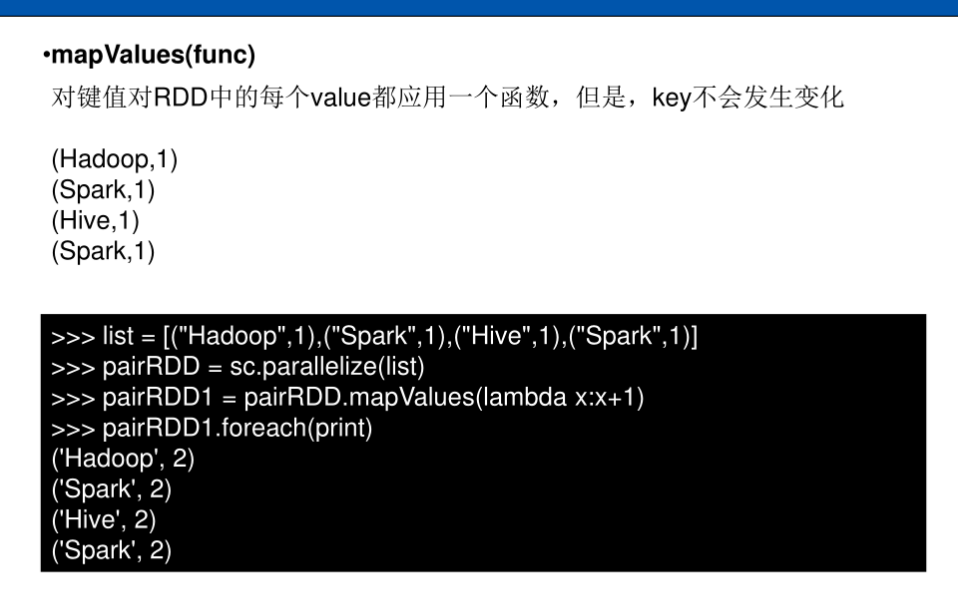 •mapValues(func)
对键值对RDD中的每个value都应用一个函数，但是，key不会发生变化
(Hadoop,1)
(Spark,1)
(Hive,1)
(Spark,1)
>>> list = [("Hadoop",1),("Spark",1),("Hive",1),("Spark",1)]
>>> pairRDD = sc.parallelize(list)
>>> pairRDD1 = pairRDD.mapValues(lambda x:x+1)
>>> pairRDD1.foreach(print)
('Hadoop', 2)
('Spark', 2)
('Hive', 2)
('Spark', 2)